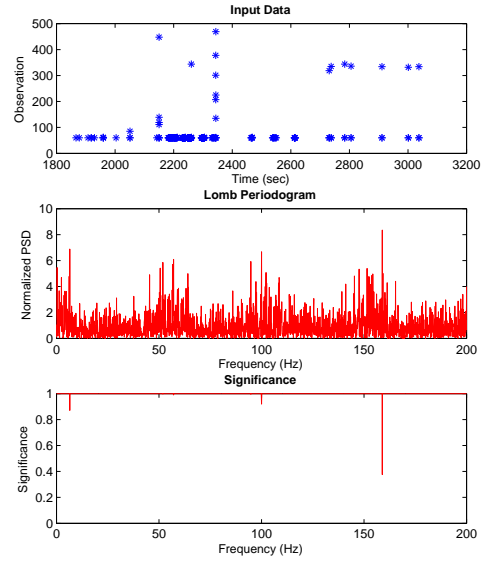 Input Data
500
400
300
200
100
0
Observation
1800 2000 2200 2400 2600 2800 3000 3200
Time (sec)
Lomb Periodogram
10
8
6
4
2
0
Normalized PSD
0 50 100 150 200
Frequency (Hz)
Significance
1
0.8
0.6
0.4
0.2
0
Significance
0 50 100 150 200
Frequency (Hz)